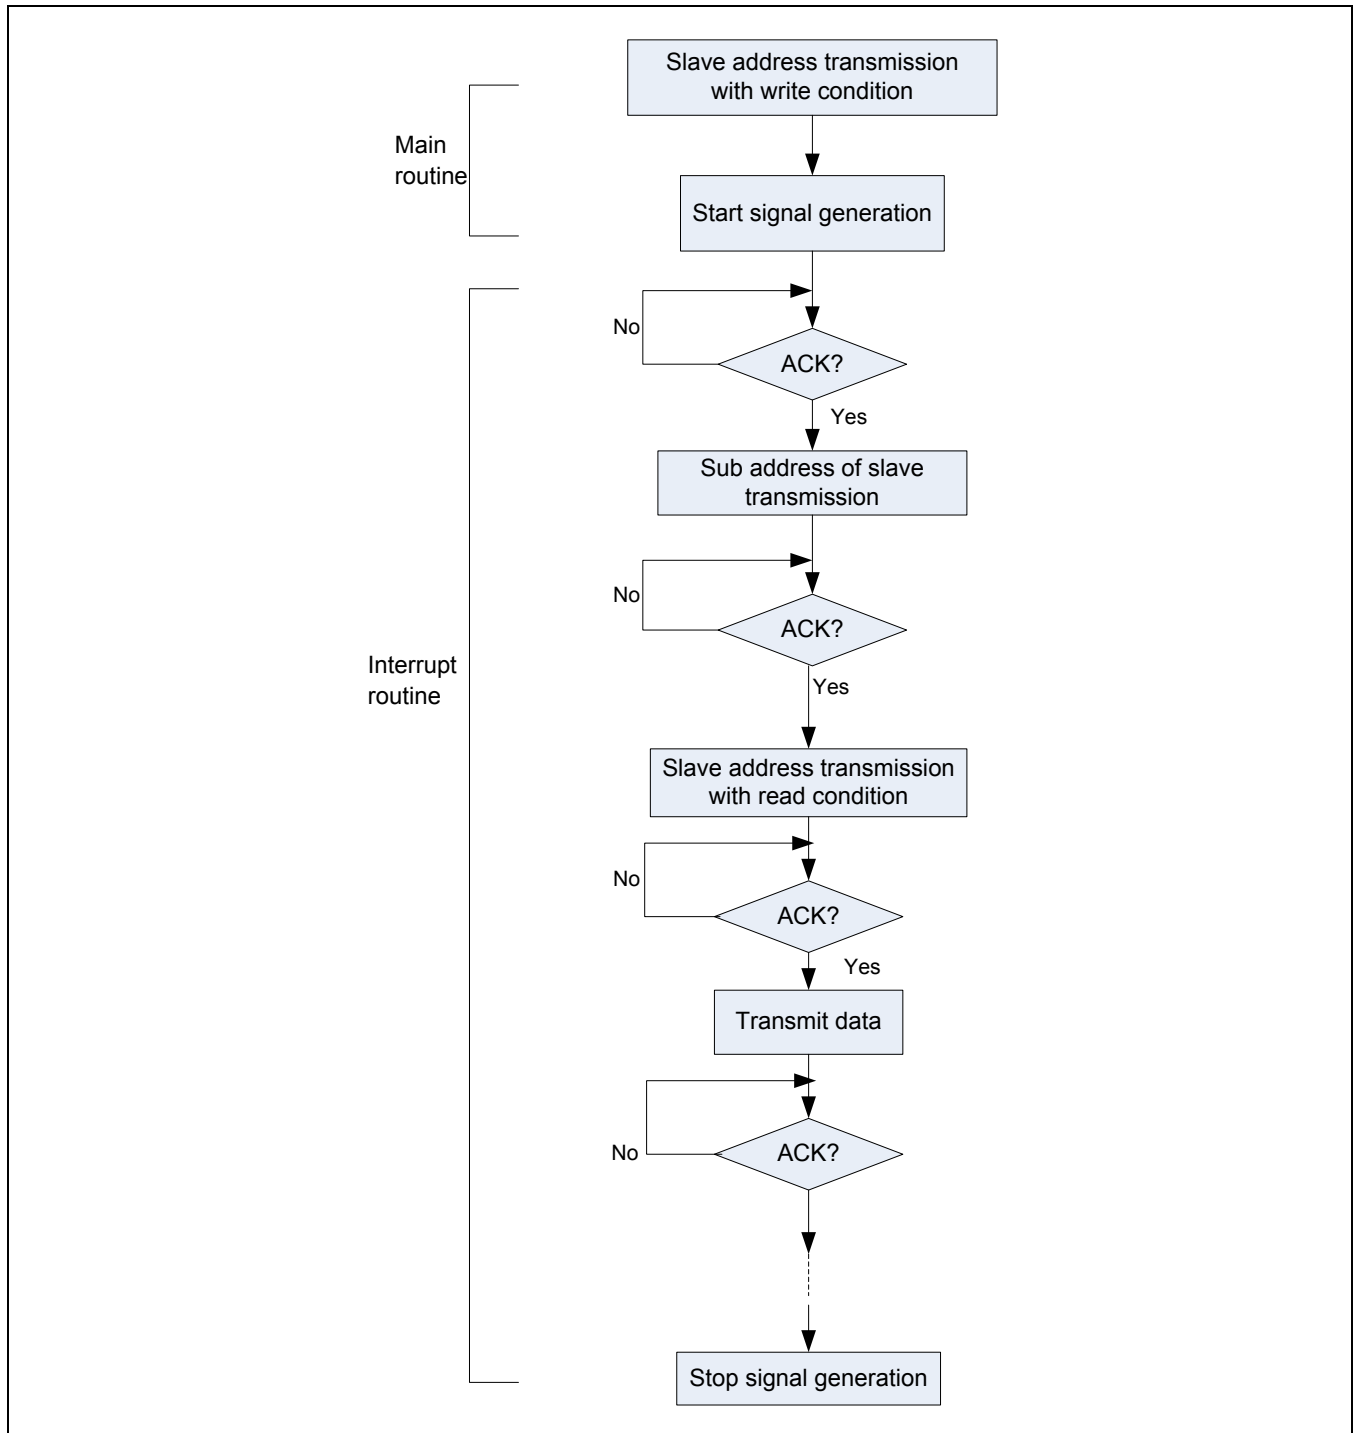 Slave address transmission
with write condition
Main
routine
Start signal generation
No
ACK?
Yes
Sub address of slave
transmission
No
ACK?
Interrupt
routine
Yes
Slave address transmission
with read condition
No
ACK?
Yes
Transmit data
No
ACK?
Stop signal generation